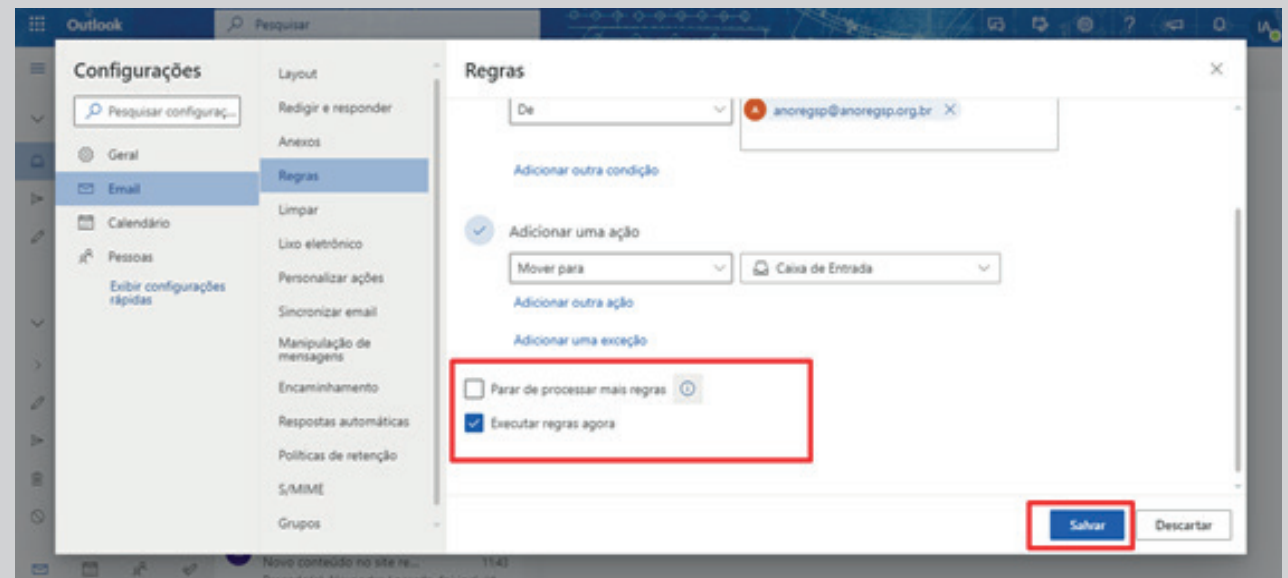 Outlook
Pesquisar
IA
Configurações
Pesquisar configuraç...
Geral
Email
Calendário
Pessoas
Exibir configurações
rápidas
Layout
Redigir e responder
Anexos
Regras
Limpar
Lixo eletrônico
Personalizar ações
Sincronizar email
Manipulação de
mensagens
Encaminhamento
Respostas automáticas
Políticas de retenção
S/MIME
Grupos
Regras
De
A
anoregsp@anoregsp.org.br
Adicionar outra condição
Adicionar uma ação
Mover para
Caixa de Entrada
Adicionar outra ação
Adicionar uma exceção
Parar de processar mais regras
Executar regras agora
Salvar
Descartar
Novo conteúdo no site re...
11:43